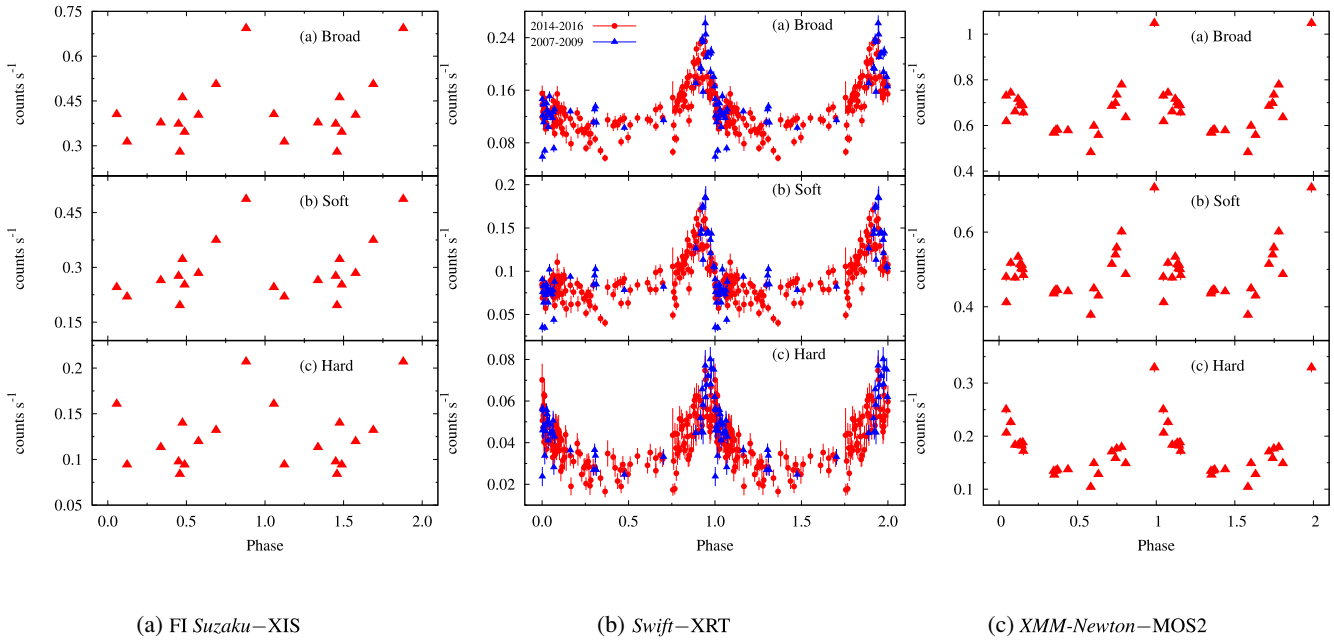 0.75
0.6
0.45
0.3
counts s-1
(a) Broad
0.45
0.3
0.15
counts s-1
(b) Soft
0.2
0.15
0.1
0.05
counts s-1
(c) Hard
0.0 0.5 1.0 1.5 2.0
Phase
(a) FI Suzaku−XIS
0.24
0.16
0.08
counts s-1
2014-2016
2007-2009
(a) Broad
0.2
0.15
0.1
0.05
counts s-1
(b) Soft
0.08
0.06
0.04
0.02
counts s-1
(c) Hard
0.0 0.5 1.0 1.5 2.0
Phase
(b) Swift−XRT
1
0.8
0.6
0.4
counts s-1
(a) Broad
0.6
0.4
counts s-1
(b) Soft
0.3
0.2
0.1
counts s-1
(c) Hard
0 0.5 1 1.5 2
Phase
(c) XMM-Newton−MOS2